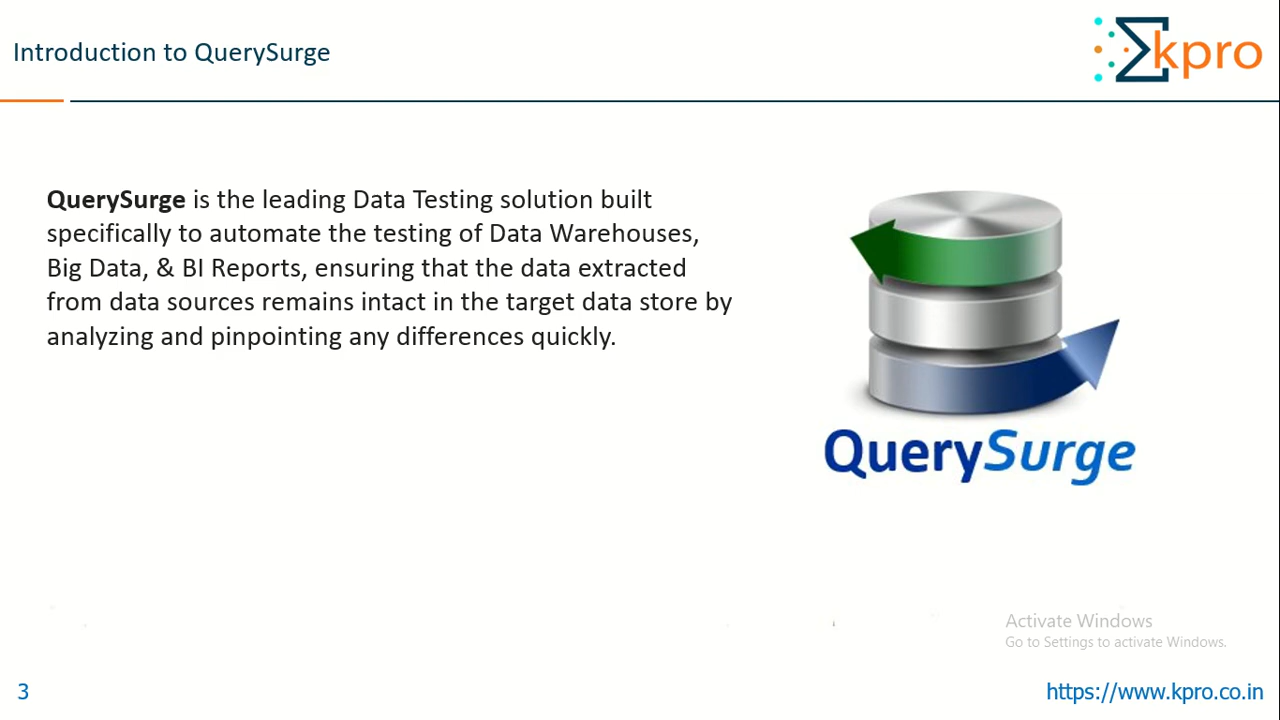 Introduction to QuerySurge
kpro
QuerySurge is the leading Data Testing solution built
specifically to automate the testing of Data Warehouses,
Big Data, & BI Reports, ensuring that the data extracted
from data sources remains intact in the target data store by
analyzing and pinpointing any differences quickly.
QuerySurge
Activate Windows
Go to Settings to activate Windows.
3
https://www.kpro.co.in